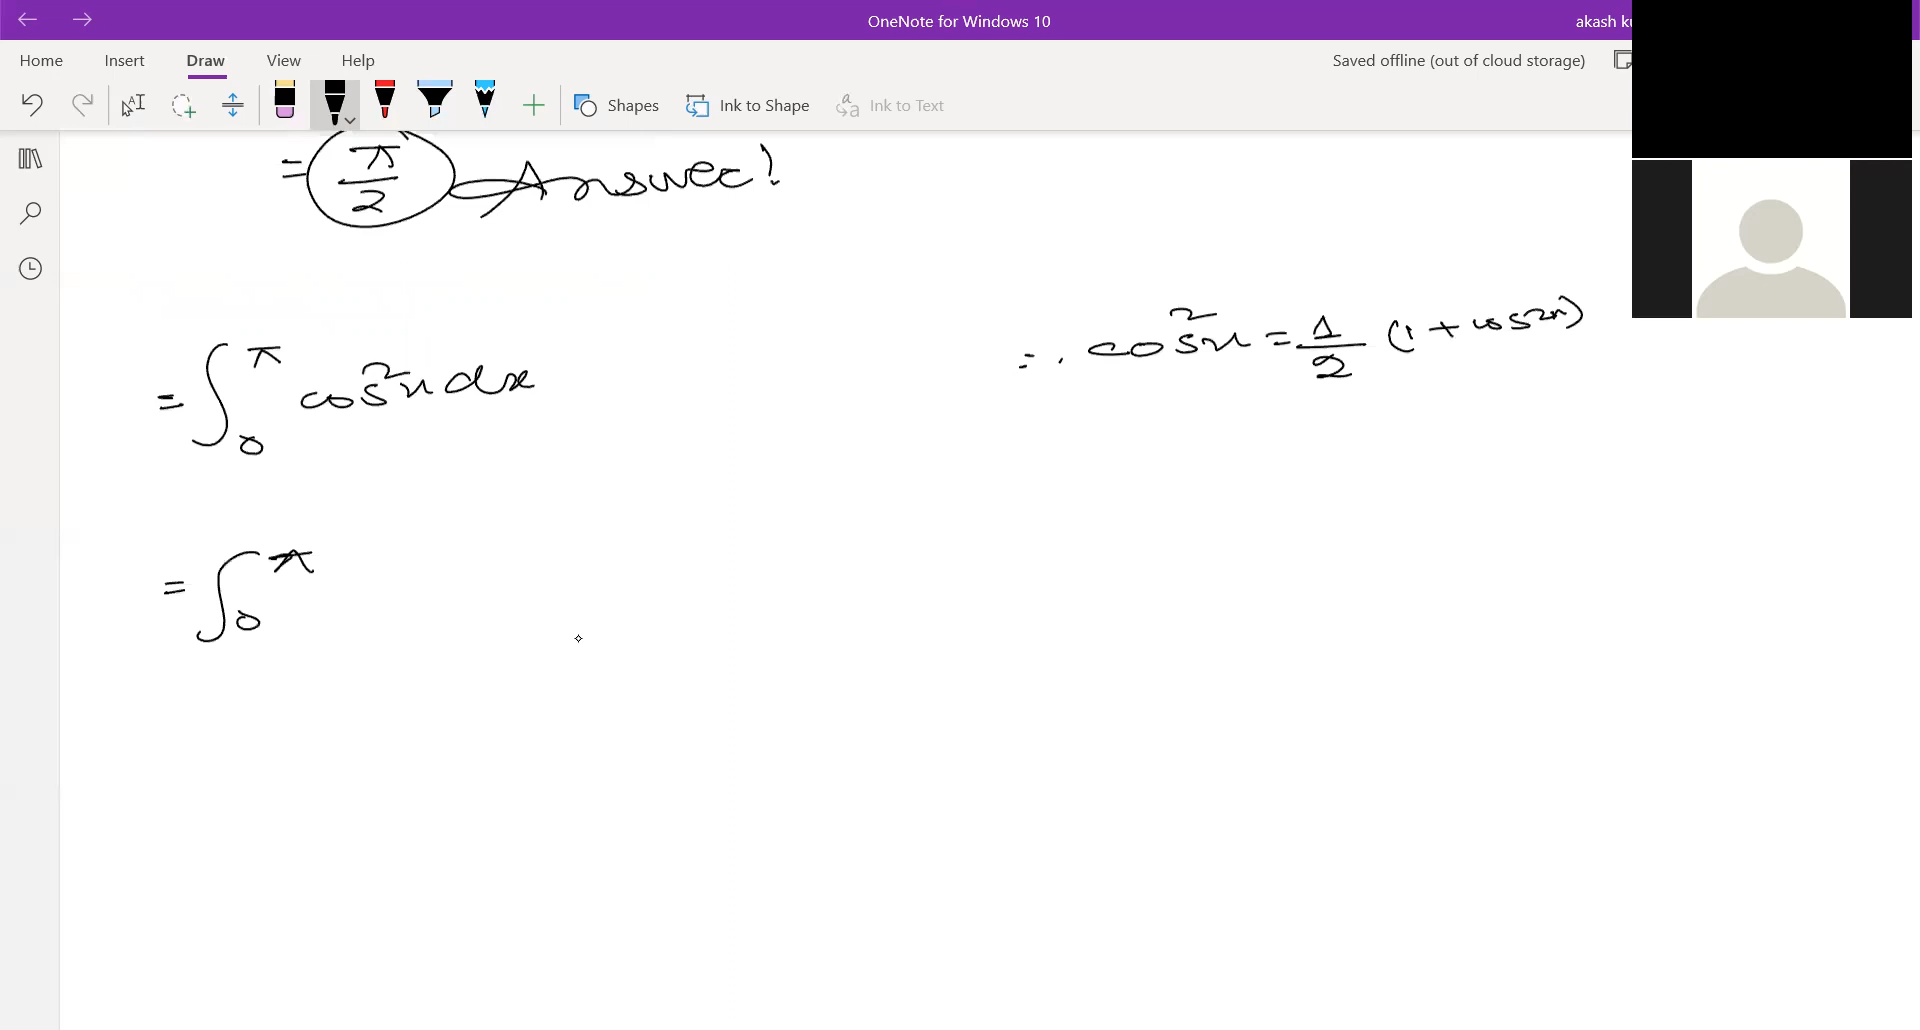 OneNote for Windows 10
akash ku
Home Insert Draw View Help
Saved offline (out of cloud storage)
Shapes Ink to Shape Ink to Text
= π/2 Answer!
∴ cos²x = 1/2 (1 + cos2x)
= ∫₀^π cos²x dx
= ∫₀^π